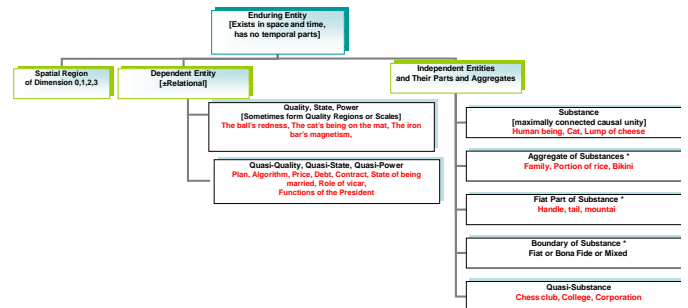 Enduring Entity
[Exists in space and time,
has no temporal parts]
Spatial Region
of Dimension 0,1,2,3
Dependent Entity
[±Relational]
Independent Entities
and Their Parts and Aggregates
Quality, State, Power
[Sometimes form Quality Regions or Scales]
The ball's redness, The cat's being on the mat, The iron
bar's magnetism,
Quasi-Quality, Quasi-State, Quasi-Power
Plan, Algorithm, Price, Debt, Contract, State of being
married, Role of vicar,
Functions of the President
Substance
[maximally connected causal unity]
Human being, Cat, Lump of cheese
Aggregate of Substances *
Family, Portion of rice, Bikini
Fiat Part of Substance *
Handle, tail, mountai
Boundary of Substance *
Fiat or Bona Fide or Mixed
Quasi-Substance
Chess club, College, Corporation